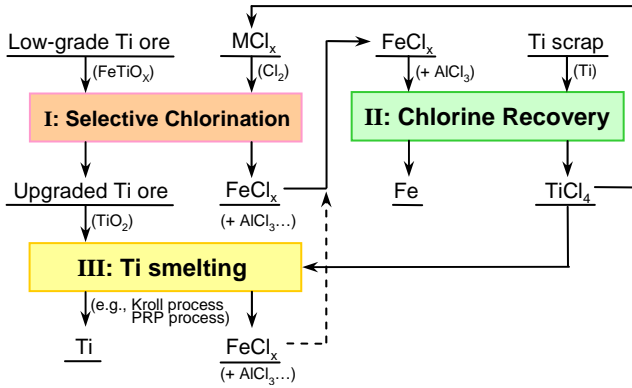 Low-grade Ti ore
(FeTiOₓ)
MClₓ
(Cl₂)
FeClₓ
(+ AlCl₃)
Ti scrap
(Ti)
I: Selective Chlorination
II: Chlorine Recovery
Upgraded Ti ore
(TiO₂)
FeClₓ
(+ AlCl₃…)
Fe
TiCl₄
III: Ti smelting
(e.g., Kroll process
PRP process)
Ti
FeClₓ
(+ AlCl₃…)